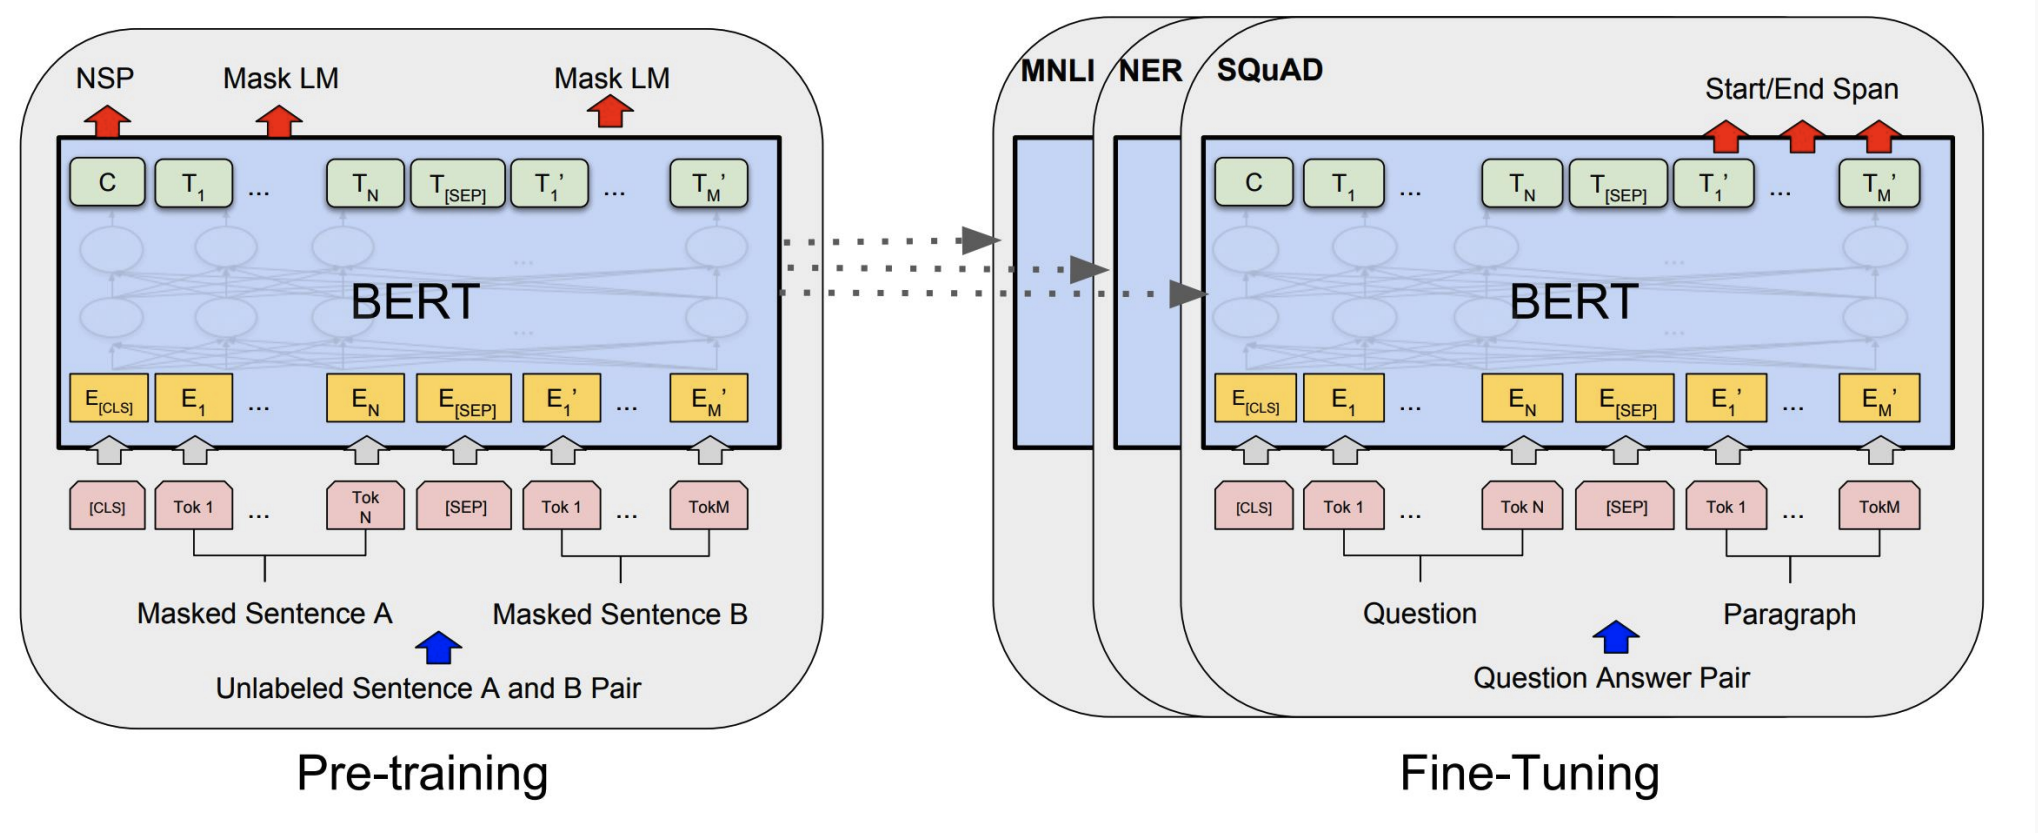 NSP Mask LM Mask LM
C T1 ... TN T[SEP] T1’ ... TM’
...
BERT
...
E[CLS] E1 ... EN E[SEP] E1’ ... EM’
[CLS] Tok 1 ... Tok N [SEP] Tok 1 ... TokM
Masked Sentence A Masked Sentence B
Unlabeled Sentence A and B Pair
Pre-training
MNLI NER SQuAD
Start/End Span
C T1 ... TN T[SEP] T1’ ... TM’
...
BERT
...
E[CLS] E1 ... EN E[SEP] E1’ ... EM’
[CLS] Tok 1 ... Tok N [SEP] Tok 1 ... TokM
Question Paragraph
Question Answer Pair
Fine-Tuning